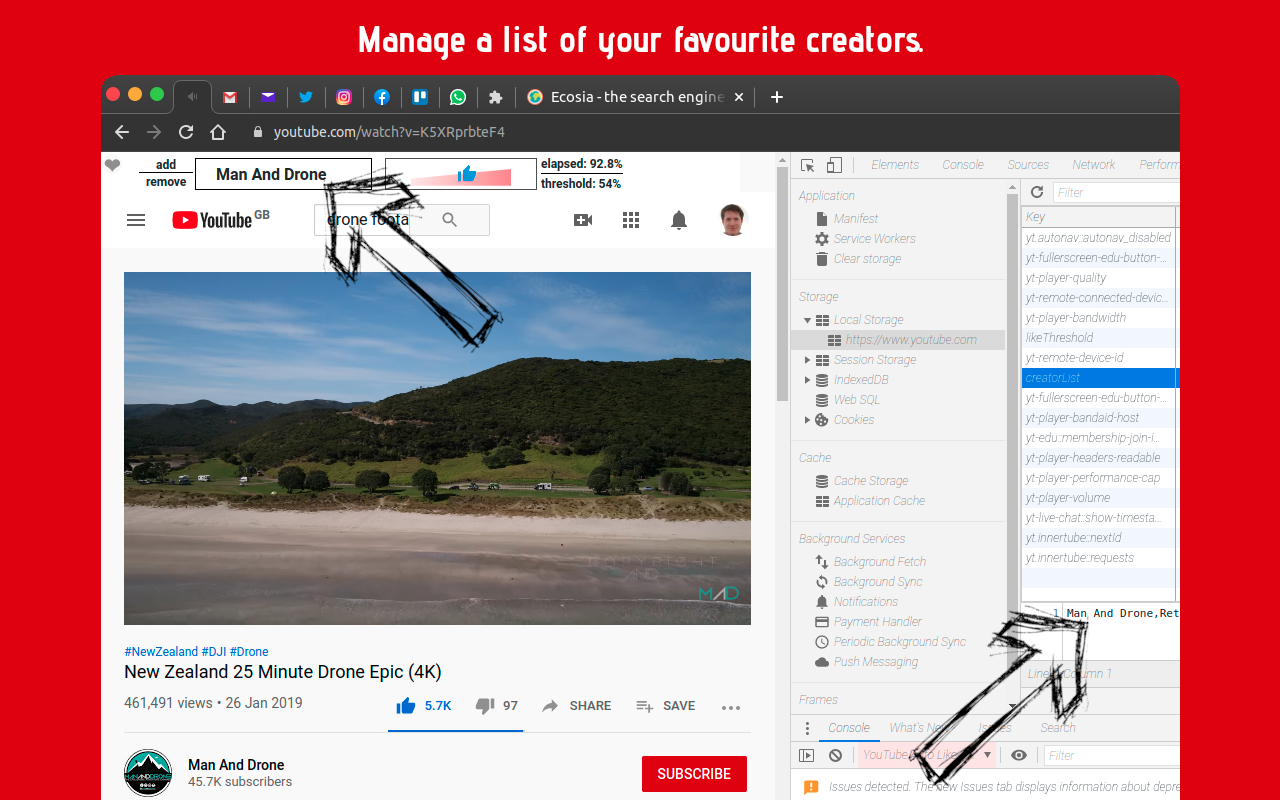 Manage a list of your favourite creators.
Ecosia - the search engine
youtube.com/watch?v=K5XRprbteF4
add
remove
Man And Drone
elapsed: 92.8%
threshold: 54%
YouTube GB
drone foota
#NewZealand #DJI #Drone
New Zealand 25 Minute Drone Epic (4K)
461,491 views • 26 Jan 2019
5.7K
97
SHARE
SAVE
Man And Drone
45.7K subscribers
SUBSCRIBE
MAD
Elements Console Sources Network Perform
Application
Manifest
Service Workers
Clear storage
Storage
Local Storage
https://www.youtube.com
Session Storage
IndexedDB
Web SQL
Cookies
Cache
Cache Storage
Application Cache
Background Services
Background Fetch
Background Sync
Notifications
Payment Handler
Periodic Background Sync
Push Messaging
Frames
Filter
Key
yt.autonav::autonav_disabled
yt-fullerscreen-edu-button-...
yt-player-quality
yt-remote-connected-devic...
yt-player-bandwidth
likeThreshold
yt-remote-device-id
creatorList
yt-fullerscreen-edu-button-...
yt-player-bandaid-host
yt-edu::membership-join-i...
yt-player-headers-readable
yt-player-performance-cap
yt-player-volume
yt-live-chat::show-timesta...
yt.innertube::nextId
yt.innertube::requests
1 Man And Drone,Ret
Line Column 1
Console What's Ne Issues Search
YouTube Like
Filter
Issues detected. The new Issues tab displays information about depre